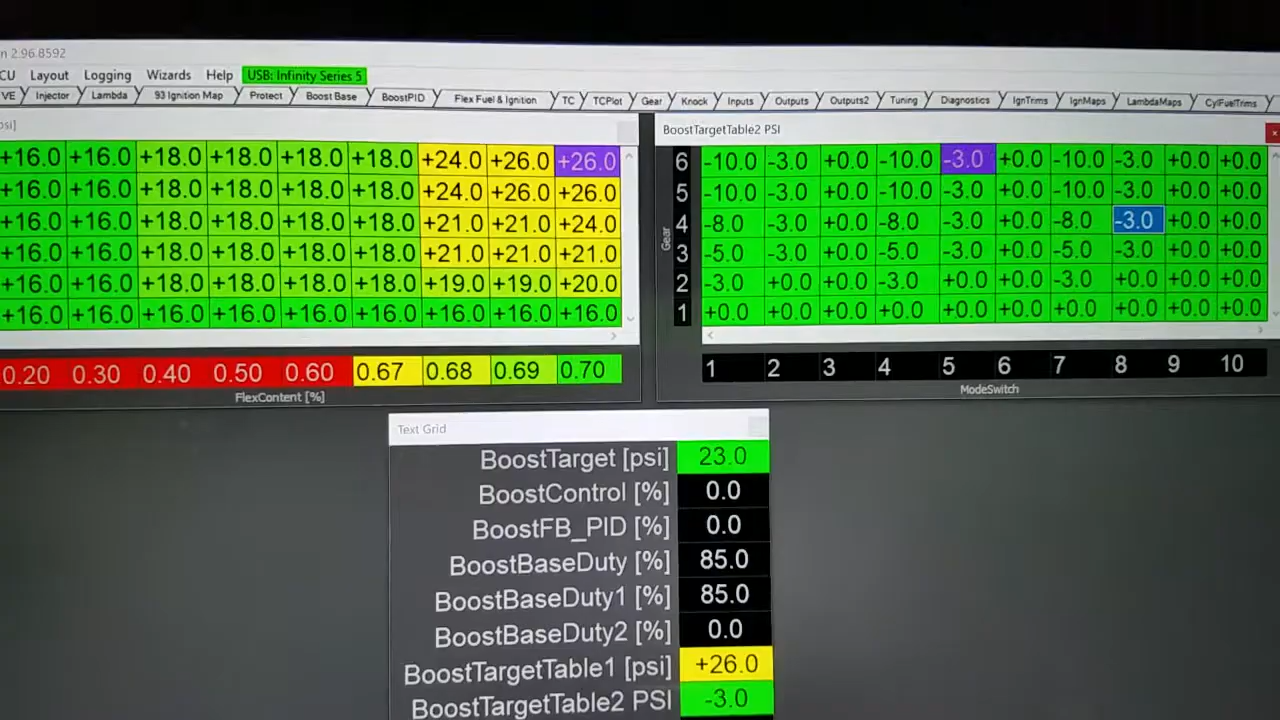 n 2.96.8592
CU Layout Logging Wizards Help USB: Infinity Series 5
VE Injector Lambda 93 Ignition Map Protect Boost Base BoostPID Flex Fuel & Ignition TC TCPlot Gear Knock Inputs Outputs Outputs2 Tuning Diagnostics IgnTrims IgnMaps LambdaMaps CylFuelTrims
psi]
+16.0 +16.0 +18.0 +18.0 +18.0 +18.0 +24.0 +26.0 +26.0
+16.0 +16.0 +18.0 +18.0 +18.0 +18.0 +24.0 +26.0 +26.0
+16.0 +16.0 +18.0 +18.0 +18.0 +18.0 +21.0 +21.0 +24.0
+16.0 +16.0 +18.0 +18.0 +18.0 +18.0 +21.0 +21.0 +21.0
+16.0 +16.0 +18.0 +18.0 +18.0 +18.0 +19.0 +19.0 +20.0
+16.0 +16.0 +16.0 +16.0 +16.0 +16.0 +16.0 +16.0 +16.0
0.20 0.30 0.40 0.50 0.60 0.67 0.68 0.69 0.70
FlexContent [%]
BoostTargetTable2 PSI
Gear
6 -10.0 -3.0 +0.0 -10.0 -3.0 +0.0 -10.0 -3.0 +0.0 +0.0
5 -10.0 -3.0 +0.0 -10.0 -3.0 +0.0 -10.0 -3.0 +0.0 +0.0
4 -8.0 -3.0 +0.0 -8.0 -3.0 +0.0 -8.0 -3.0 +0.0 +0.0
3 -5.0 -3.0 +0.0 -5.0 -3.0 +0.0 -5.0 -3.0 +0.0 +0.0
2 -3.0 +0.0 +0.0 -3.0 +0.0 +0.0 -3.0 +0.0 +0.0 +0.0
1 +0.0 +0.0 +0.0 +0.0 +0.0 +0.0 +0.0 +0.0 +0.0 +0.0
1 2 3 4 5 6 7 8 9 10
ModeSwitch
Text Grid
BoostTarget [psi] 23.0
BoostControl [%] 0.0
BoostFB_PID [%] 0.0
BoostBaseDuty [%] 85.0
BoostBaseDuty1 [%] 85.0
BoostBaseDuty2 [%] 0.0
BoostTargetTable1 [psi] +26.0
BoostTargetTable2 PSI -3.0